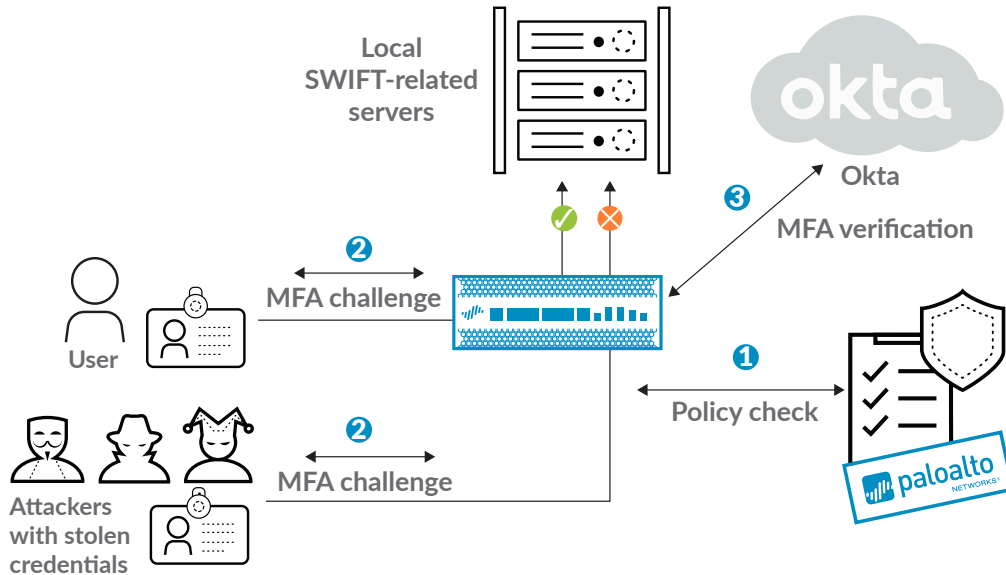 Local
SWIFT-related
servers
okta
Okta
3
MFA verification
2
MFA challenge
User
1
Policy check
2
MFA challenge
Attackers
with stolen
credentials
paloalto
NETWORKS®